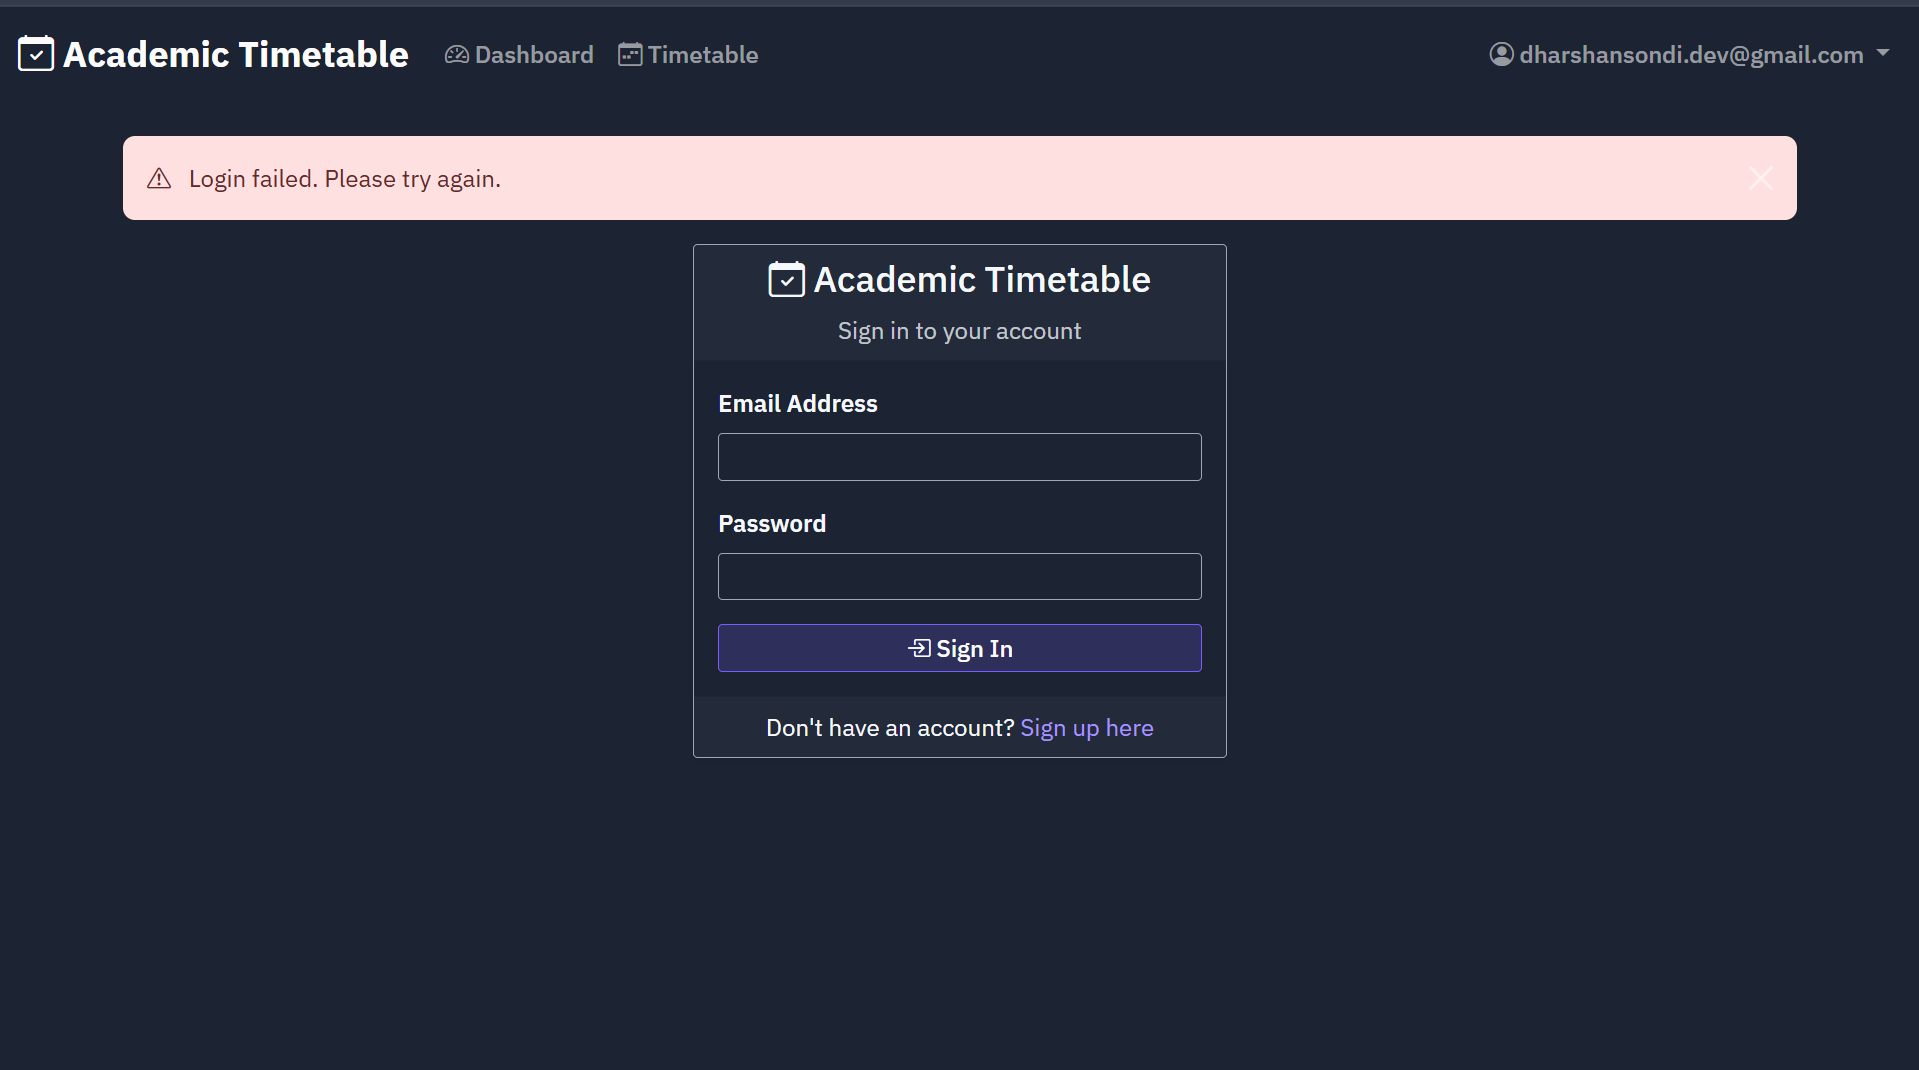 Academic Timetable Dashboard Timetable dharshansondi.dev@gmail.com
Login failed. Please try again.
Academic Timetable
Sign in to your account
Email Address
Password
Sign In
Don't have an account? Sign up here